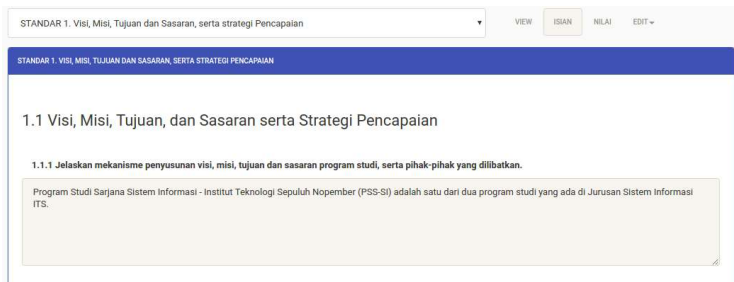 STANDAR 1. Visi, Misi, Tujuan dan Sasaran, serta strategi Pencapaian
VIEW ISIAN NILAI EDIT
STANDAR 1. VISI, MISI, TUJUAN DAN SASARAN, SERTA STRATEGI PENCAPAIAN
1.1 Visi, Misi, Tujuan, dan Sasaran serta Strategi Pencapaian
1.1.1 Jelaskan mekanisme penyusunan visi, misi, tujuan dan sasaran program studi, serta pihak-pihak yang dilibatkan.
Program Studi Sarjana Sistem Informasi - Institut Teknologi Sepuluh Nopember (PSS-SI) adalah satu dari dua program studi yang ada di Jurusan Sistem Informasi
ITS.